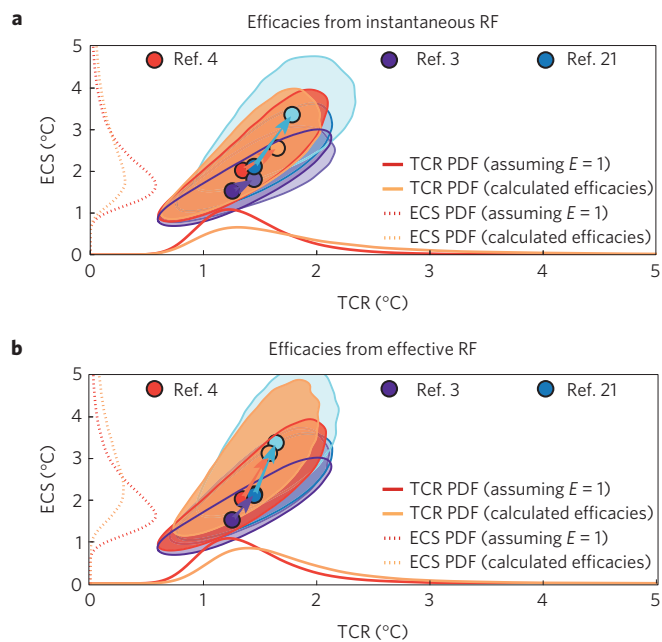 a
Efficacies from instantaneous RF
5
4
3
2
1
0
ECS (°C)
Ref. 4
Ref. 3
Ref. 21
TCR PDF (assuming E = 1)
TCR PDF (calculated efficacies)
ECS PDF (assuming E = 1)
ECS PDF (calculated efficacies)
0 1 2 3 4 5
TCR (°C)
b
Efficacies from effective RF
5
4
3
2
1
0
ECS (°C)
Ref. 4
Ref. 3
Ref. 21
TCR PDF (assuming E = 1)
TCR PDF (calculated efficacies)
ECS PDF (assuming E = 1)
ECS PDF (calculated efficacies)
0 1 2 3 4 5
TCR (°C)